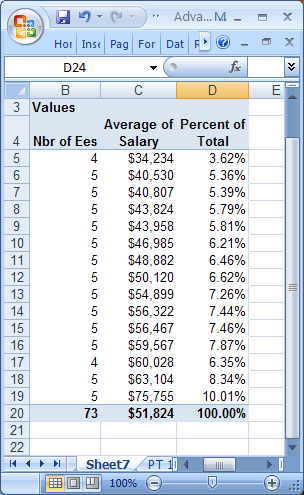 Adva... M
Hor Inse Pag For Dat F
D24 fx
B C D E
3 Values
4 Nbr of Ees Average of Salary Percent of Total
5 4 $34,234 3.62%
6 5 $40,530 5.36%
7 5 $40,807 5.39%
8 5 $43,824 5.79%
9 5 $43,958 5.81%
10 5 $46,985 6.21%
11 5 $48,882 6.46%
12 5 $50,120 6.62%
13 5 $54,899 7.26%
14 5 $56,322 7.44%
15 5 $56,467 7.46%
16 5 $59,567 7.87%
17 4 $60,028 6.35%
18 5 $63,104 8.34%
19 5 $75,755 10.01%
20 73 $51,824 100.00%
21
22
Sheet7 PT 1
100%